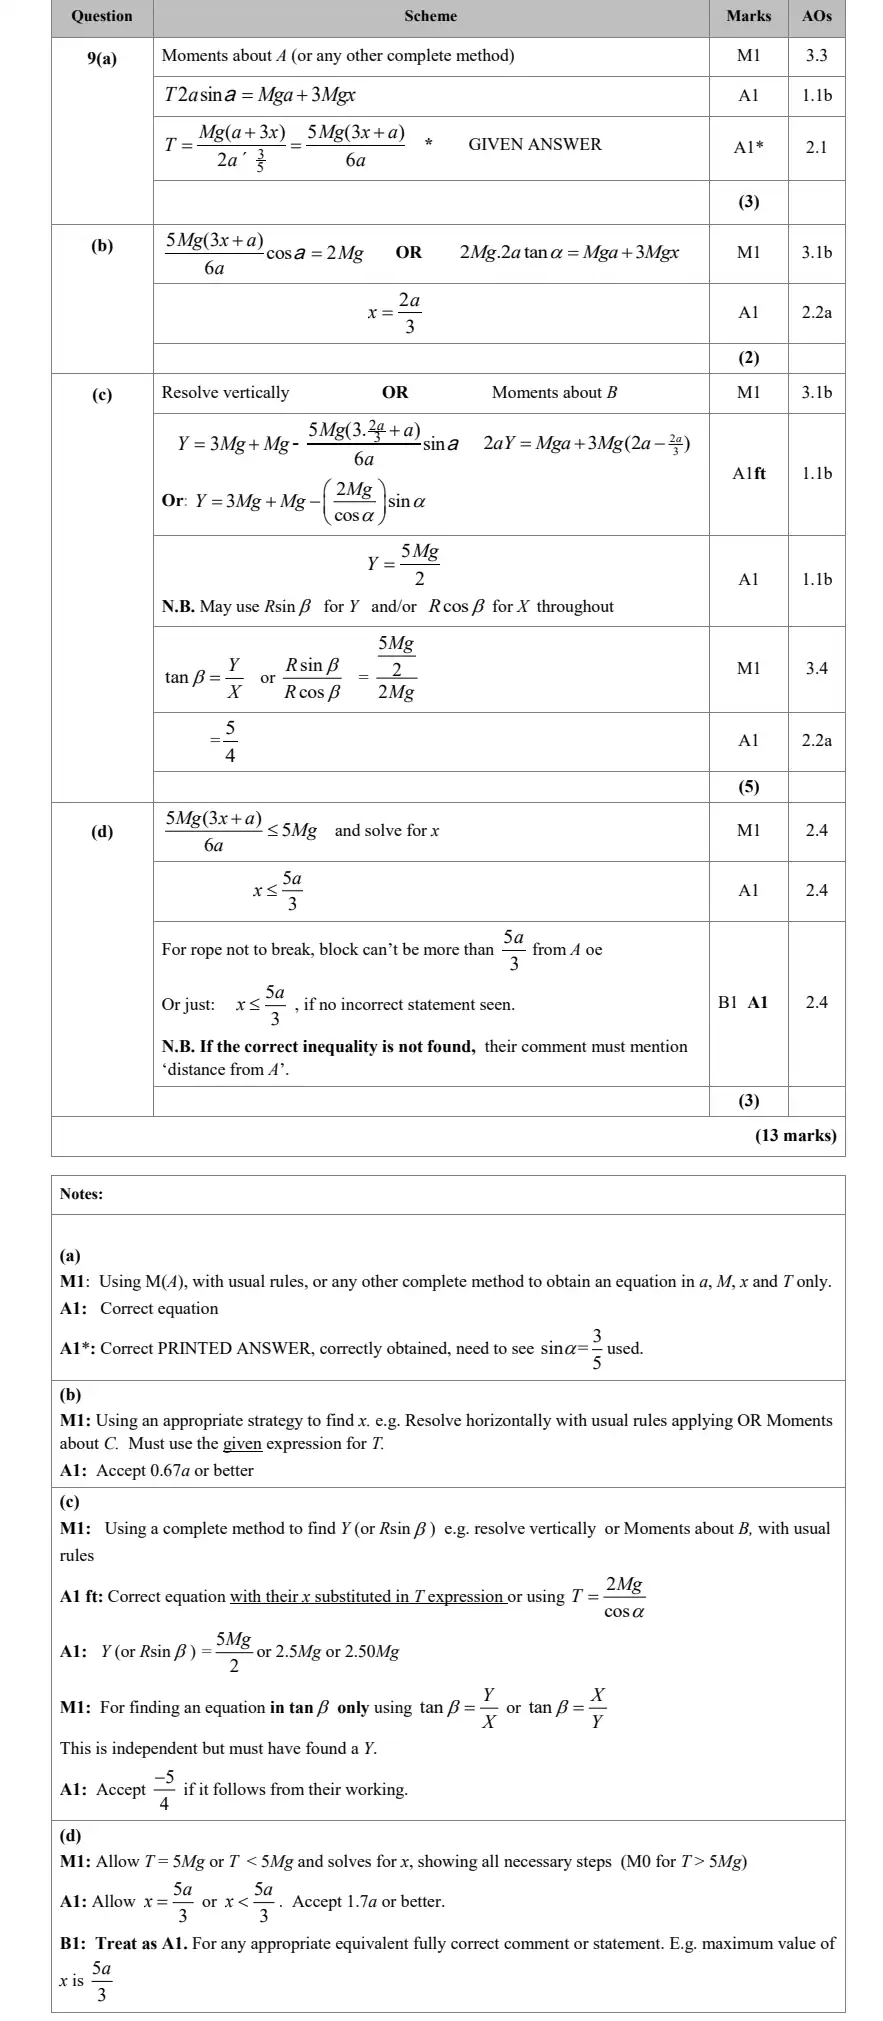 Question Scheme Marks AOs
9(a) Moments about A (or any other complete method) M1 3.3
T2a sin a = Mga + 3Mgx A1 1.1b
T = Mg(a + 3x) / (2a ´ 3/5) = 5Mg(3x + a) / 6a * GIVEN ANSWER A1* 2.1
(3)
(b) 5Mg(3x + a) / 6a cos a = 2Mg OR 2Mg.2a tan α = Mga + 3Mgx M1 3.1b
x = 2a/3 A1 2.2a
(2)
(c) Resolve vertically OR Moments about B M1 3.1b
Y = 3Mg + Mg - 5Mg(3.2a/3 + a) / 6a sin a 2aY = Mga + 3Mg(2a − 2a/3)
A1ft 1.1b
Or: Y = 3Mg + Mg − (2Mg / cos α) sin α
Y = 5Mg/2
A1 1.1b
N.B. May use Rsin β for Y and/or R cos β for X throughout
tan β = Y/X or R sin β / R cos β = (5Mg/2) / 2Mg M1 3.4
= 5/4 A1 2.2a
(5)
(d) 5Mg(3x + a) / 6a ≤ 5Mg and solve for x M1 2.4
x ≤ 5a/3 A1 2.4
For rope not to break, block can’t be more than 5a/3 from A oe
Or just: x ≤ 5a/3 , if no incorrect statement seen. B1 A1 2.4
N.B. If the correct inequality is not found, their comment must mention
‘distance from A’.
(3)
(13 marks)
Notes:
(a)
M1: Using M(A), with usual rules, or any other complete method to obtain an equation in a, M, x and T only.
A1: Correct equation
A1*: Correct PRINTED ANSWER, correctly obtained, need to see sin α = 3/5 used.
(b)
M1: Using an appropriate strategy to find x. e.g. Resolve horizontally with usual rules applying OR Moments
about C. Must use the given expression for T.
A1: Accept 0.67a or better
(c)
M1: Using a complete method to find Y (or Rsin β ) e.g. resolve vertically or Moments about B, with usual
rules
A1 ft: Correct equation with their x substituted in T expression or using T = 2Mg / cos α
A1: Y (or Rsin β ) = 5Mg/2 or 2.5Mg or 2.50Mg
M1: For finding an equation in tan β only using tan β = Y/X or tan β = X/Y
This is independent but must have found a Y.
A1: Accept −5/4 if it follows from their working.
(d)
M1: Allow T = 5Mg or T < 5Mg and solves for x, showing all necessary steps (M0 for T > 5Mg)
A1: Allow x = 5a/3 or x < 5a/3 . Accept 1.7a or better.
B1: Treat as A1. For any appropriate equivalent fully correct comment or statement. E.g. maximum value of
x is 5a/3